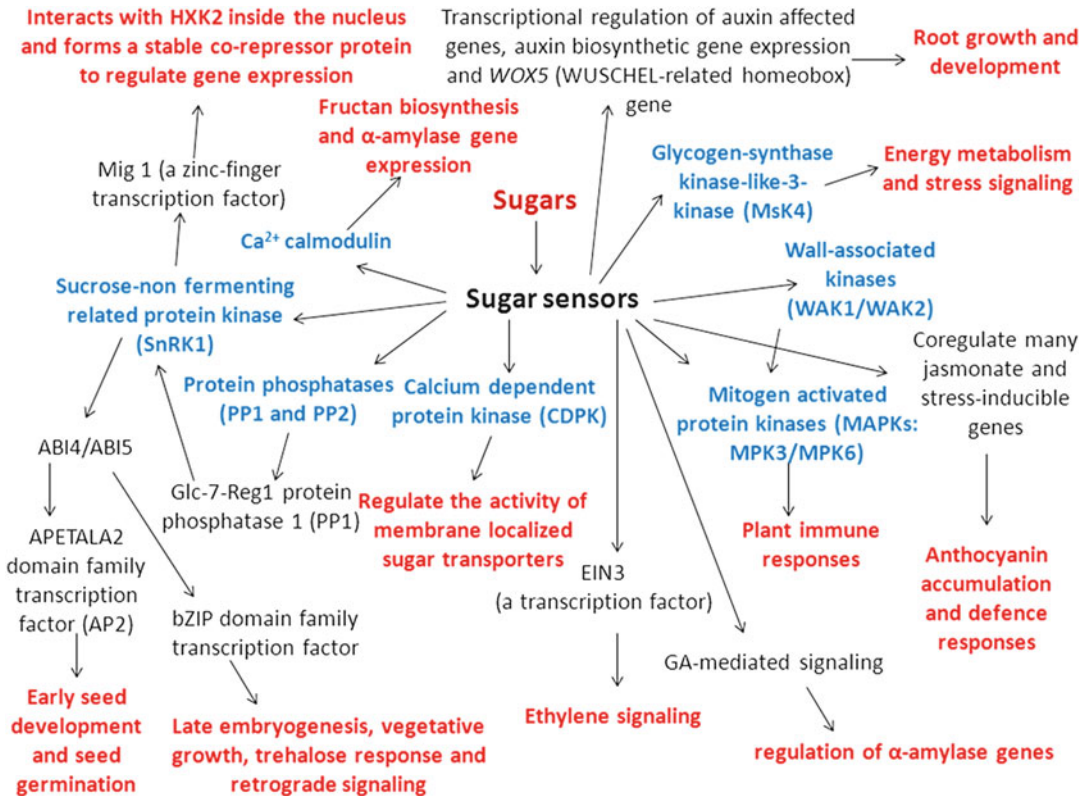 Interacts with HXK2 inside the nucleus
and forms a stable co-repressor protein
to regulate gene expression
Transcriptional regulation of auxin affected
genes, auxin biosynthetic gene expression
and WOX5 (WUSCHEL-related homeobox)
gene
Root growth and
development
Fructan biosynthesis
and α-amylase gene
expression
Mig 1 (a zinc-finger
transcription factor)
Glycogen-synthase
kinase-like-3-
kinase (MsK4)
Energy metabolism
and stress signaling
Sugars
Ca²⁺ calmodulin
Wall-associated
kinases
(WAK1/WAK2)
Sucrose-non fermenting
related protein kinase
(SnRK1)
Sugar sensors
Coregulate many
jasmonate and
stress-inducible
genes
Protein phosphatases
(PP1 and PP2)
Calcium dependent
protein kinase (CDPK)
Mitogen activated
protein kinases (MAPKs:
MPK3/MPK6)
ABI4/ABI5
Glc-7-Reg1 protein
phosphatase 1 (PP1)
Regulate the activity of
membrane localized
sugar transporters
Plant immune
responses
APETALA2
domain family
transcription
factor (AP2)
EIN3
(a transcription factor)
Anthocyanin
accumulation
and defence
responses
bZIP domain family
transcription factor
GA-mediated signaling
Early seed
development
and seed
germination
Late embryogenesis, vegetative
growth, trehalose response and
retrograde signaling
Ethylene signaling
regulation of α-amylase genes